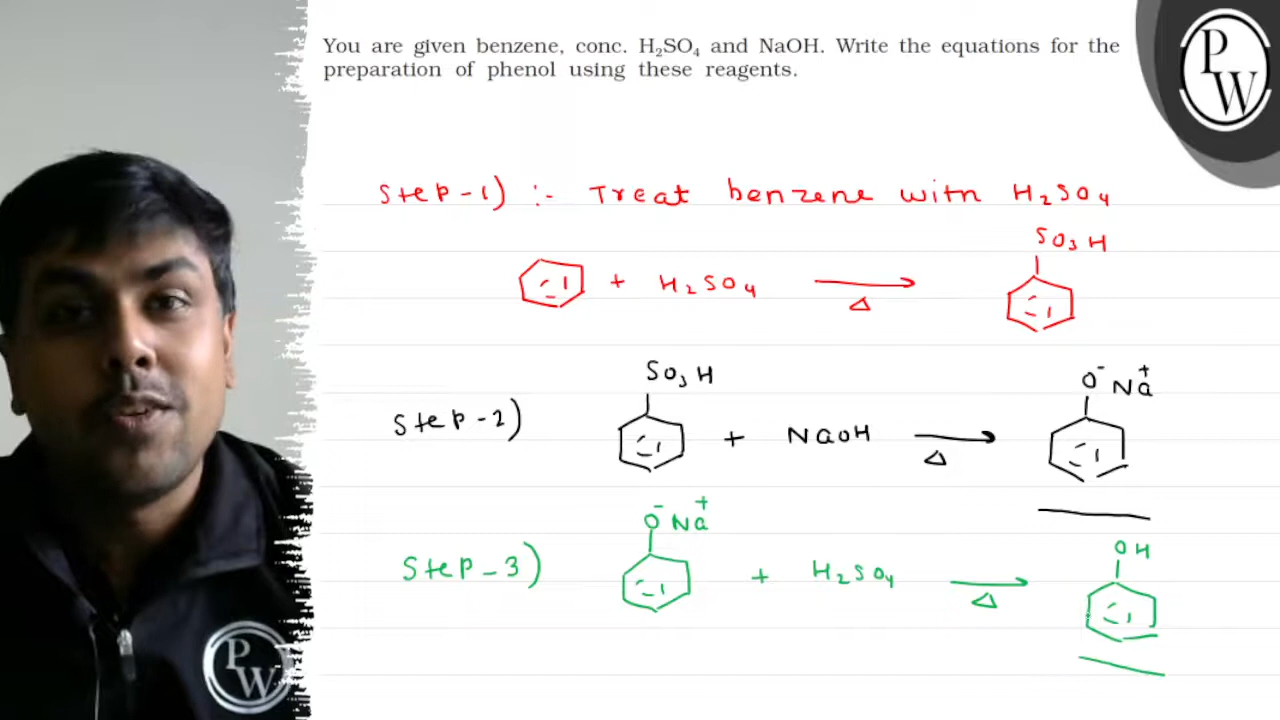 You are given benzene, conc. H₂SO₄ and NaOH. Write the equations for the
preparation of phenol using these reagents.
P
W
Step-1) :- Treat benzene with H₂SO₄
SO₃H
+ H₂SO₄ → Δ
SO₃H
O⁻Na⁺
Step-2) + NaOH → Δ
O⁻Na⁺
OH
Step-3) + H₂SO₄ → Δ
P
W